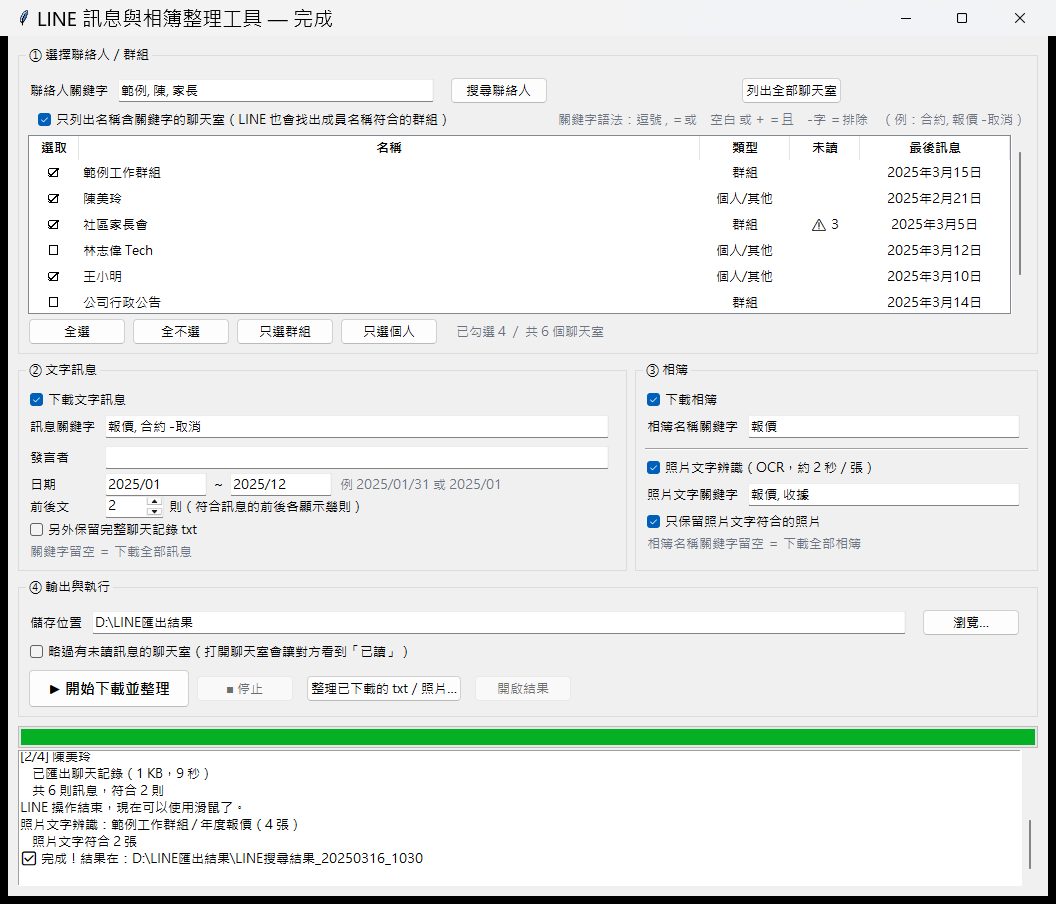 LINE 訊息與相簿整理工具 — 完成
① 選擇聯絡人 / 群組
聯絡人關鍵字 範例, 陳, 家長 搜尋聯絡人 列出全部聊天室
只列出名稱含關鍵字的聊天室（LINE 也會找出成員名稱符合的群組） 關鍵字語法：逗號 , = 或 空白 或 + = 且 -字 = 排除 （例：合約, 報價 -取消）
選取 名稱 類型 未讀 最後訊息
範例工作群組 群組 2025年3月15日
陳美玲 個人/其他 2025年2月21日
社區家長會 群組 ⚠ 3 2025年3月5日
林志偉 Tech 個人/其他 2025年3月12日
王小明 個人/其他 2025年3月10日
公司行政公告 群組 2025年3月14日
全選 全不選 只選群組 只選個人 已勾選 4 / 共 6 個聊天室
② 文字訊息
下載文字訊息
訊息關鍵字 報價, 合約 -取消
發言者
日期 2025/01 ~ 2025/12 例 2025/01/31 或 2025/01
前後文 2 則（符合訊息的前後各顯示幾則）
另外保留完整聊天記錄 txt
關鍵字留空 = 下載全部訊息
③ 相簿
下載相簿
相簿名稱關鍵字 報價
照片文字辨識（OCR，約 2 秒 / 張）
照片文字關鍵字 報價, 收據
只保留照片文字符合的照片
相簿名稱關鍵字留空 = 下載全部相簿
④ 輸出與執行
儲存位置 D:\LINE匯出結果 瀏覽...
略過有未讀訊息的聊天室（打開聊天室會讓對方看到「已讀」）
▶ 開始下載並整理 ■ 停止 整理已下載的 txt / 照片... 開啟結果
[2/4] 陳美玲
已匯出聊天記錄（1 KB，9 秒）
共 6 則訊息，符合 2 則
LINE 操作結束，現在可以使用滑鼠了。
照片文字辨識：範例工作群組 / 年度報價（4 張）
照片文字符合 2 張
☑ 完成！結果在：D:\LINE匯出結果\LINE搜尋結果_20250316_1030